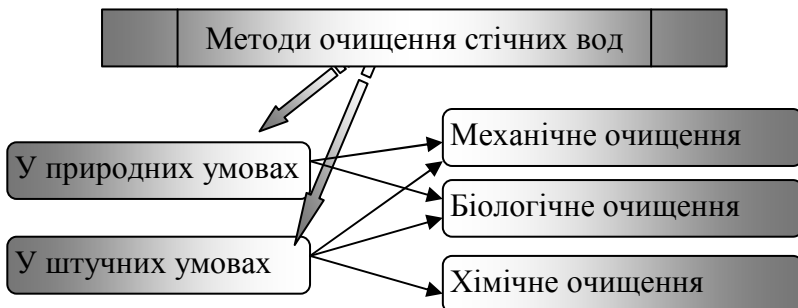 Методи очищення стічних вод
У природних умовах
У штучних умовах
Механічне очищення
Біологічне очищення
Хімічне очищення